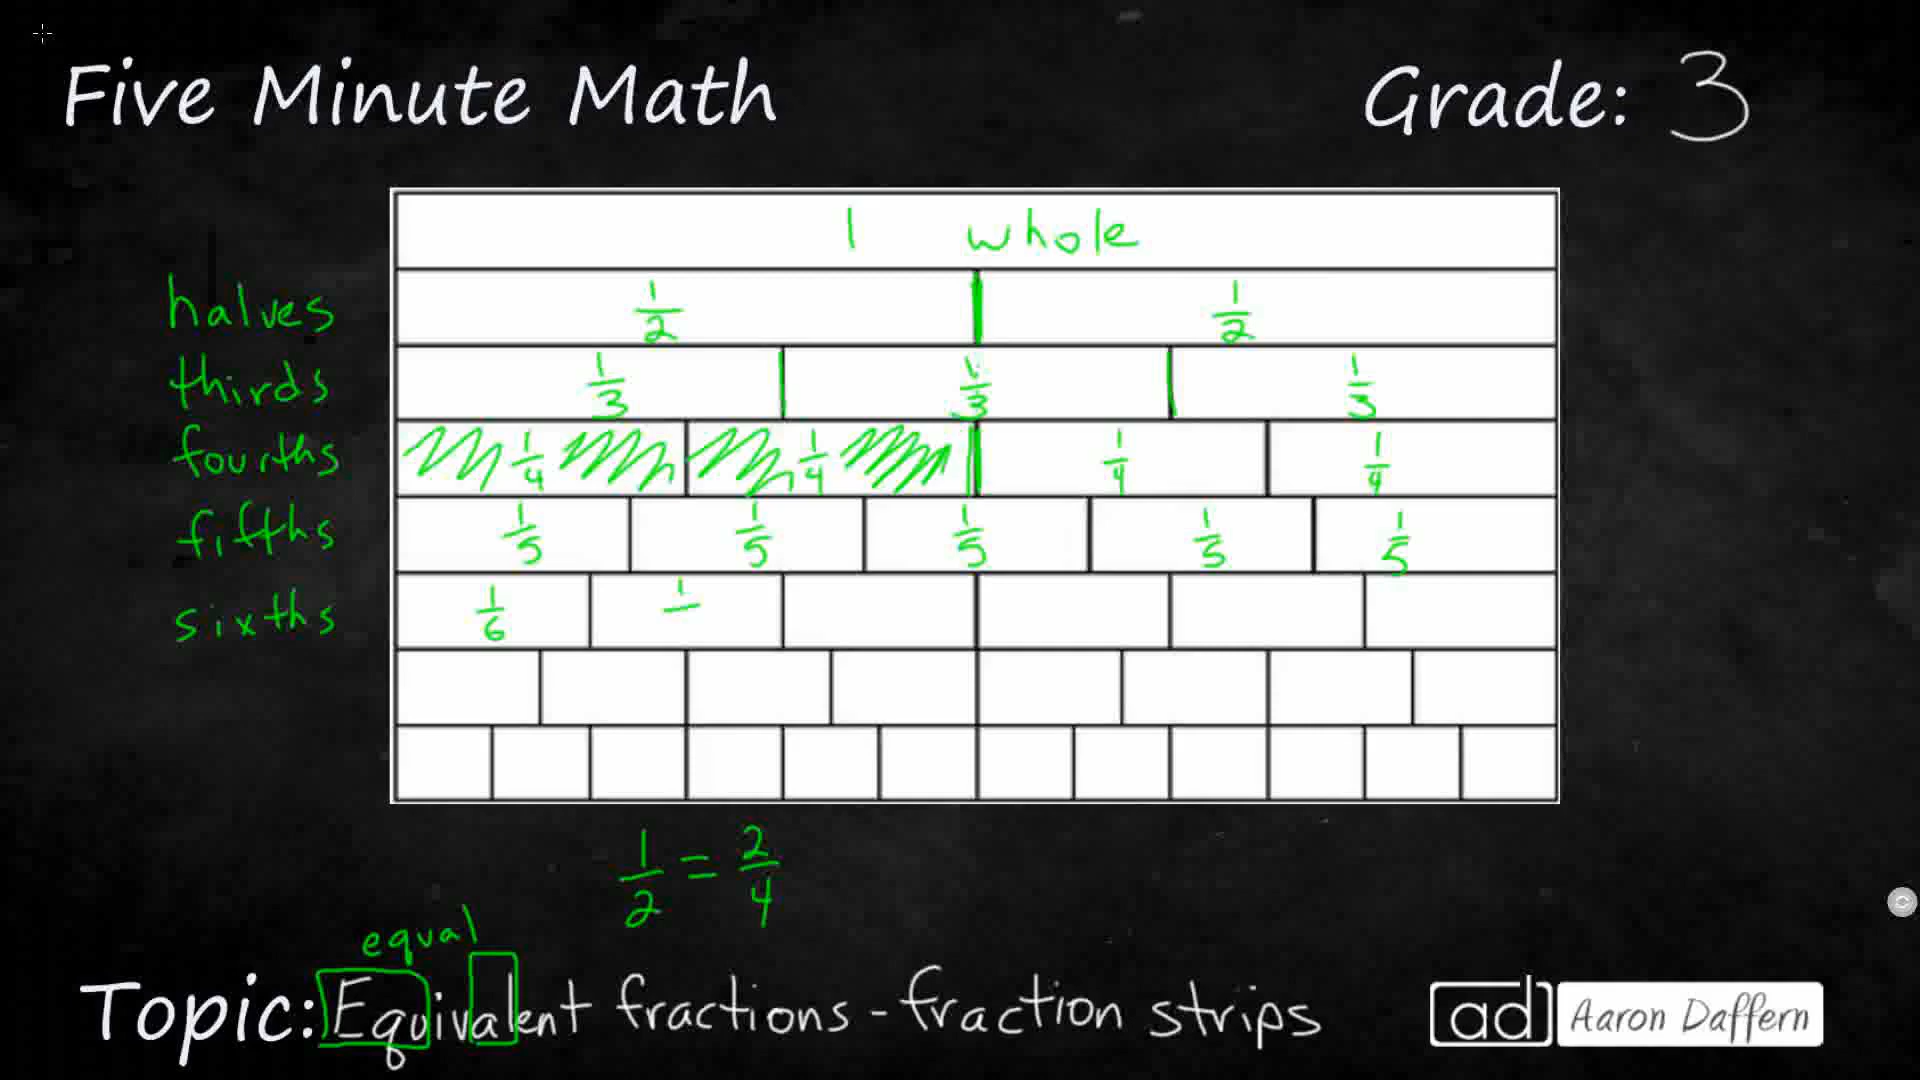 Five Minute Math Grade: 3
1 whole
halves 1/2 1/2
thirds 1/3 1/3 1/3
fourths 1/4 1/4 1/4 1/4
fifths 1/5 1/5 1/5 1/5 1/5
sixths 1/6 1/
1/2 = 2/4
equal
Topic: Equivalent fractions - fraction strips ad Aaron Daffern